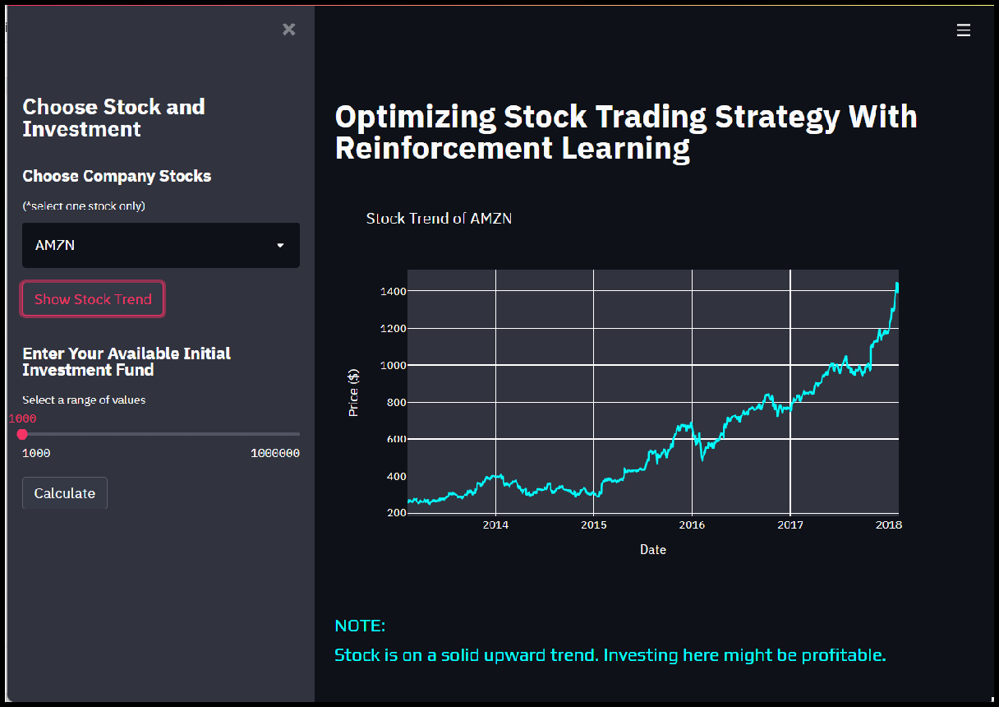 Choose Stock and
Investment
Choose Company Stocks
(*select one stock only)
AMZN
Show Stock Trend
Enter Your Available Initial
Investment Fund
Select a range of values
1000
1000 1000000
Calculate
Optimizing Stock Trading Strategy With
Reinforcement Learning
Stock Trend of AMZN
1400
1200
1000
800
600
400
200
Price ($)
2014 2015 2016 2017 2018
Date
NOTE:
Stock is on a solid upward trend. Investing here might be profitable.